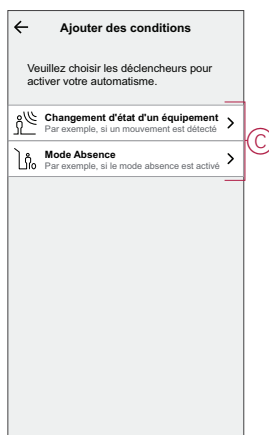 Ajouter des conditions
Veuillez choisir les déclencheurs pour
activer votre automatisme.
Changement d'état d'un équipement
Par exemple, si un mouvement est détecté
Mode Absence
Par exemple, si le mode absence est activé
C